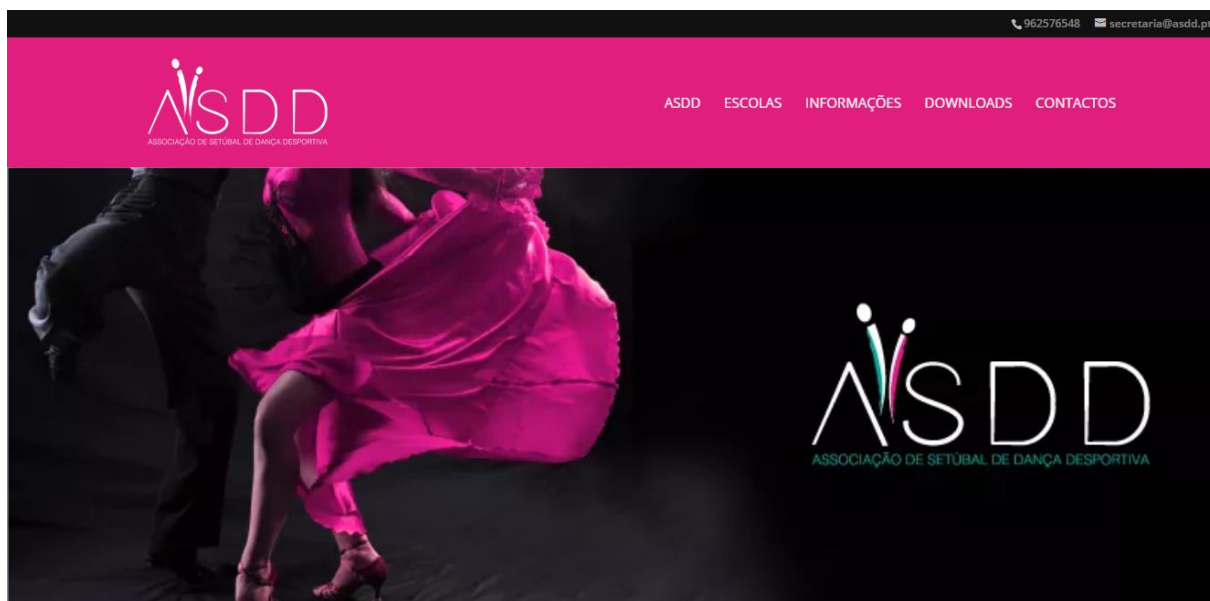 962576548 secretaria@asdd.pt
ASDD
ASSOCIAÇÃO DE SETÚBAL DE DANÇA DESPORTIVA
ASDD ESCOLAS INFORMAÇÕES DOWNLOADS CONTACTOS
ASDD
ASSOCIAÇÃO DE SETÚBAL DE DANÇA DESPORTIVA